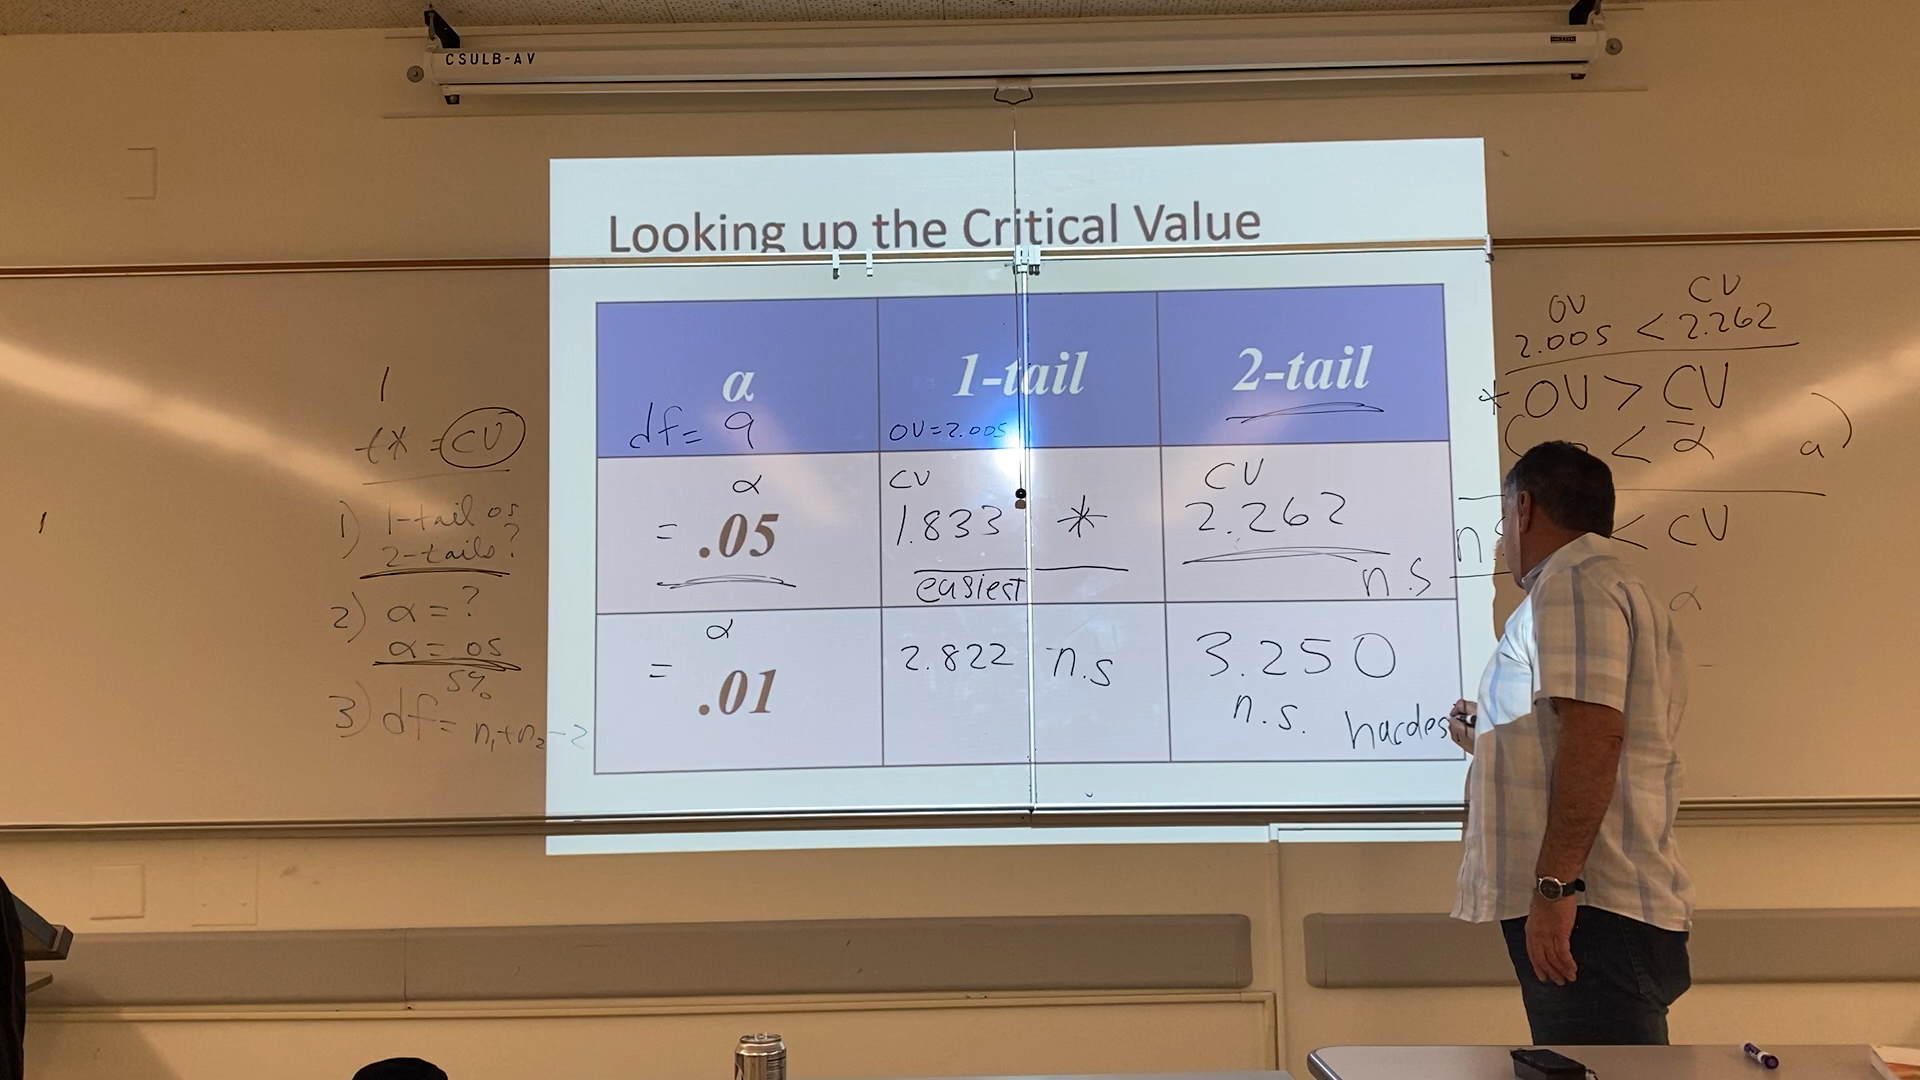 CSULB-AV
Looking up the Critical Value
α
1-tail
2-tail
df = 9
OV = 2.005
α
= .05
CV
1.833 *
easiest
CV
2.262
n.s
α
= .01
2.822 n.s
3.250
n.s.
hardes
1
t* = CV
1) 1-tail or
2-tails?
2) α = ?
α = 05
5%
3) df = n₁+n₂-2
1
OV CV
2.005 < 2.262
* OV > CV
< α a)
n
< CV
α